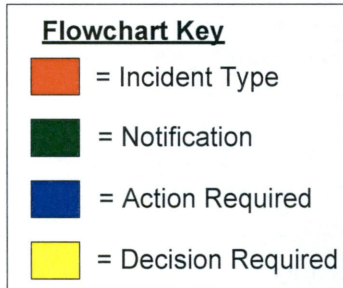 Flowchart Key
= Incident Type
= Notification
= Action Required
= Decision Required